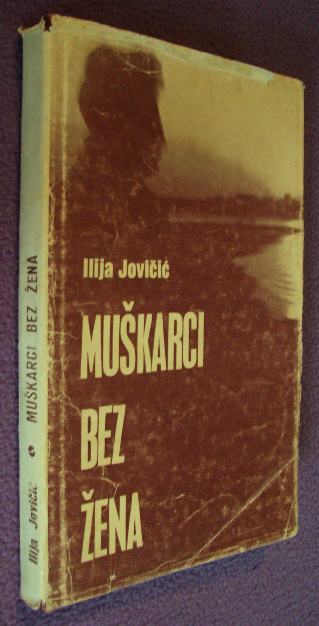 Ilija Jovičić
MUŠKARCI
BEZ
ŽENA
Ilija Jovičić • MUŠKARCI BEZ ŽENA